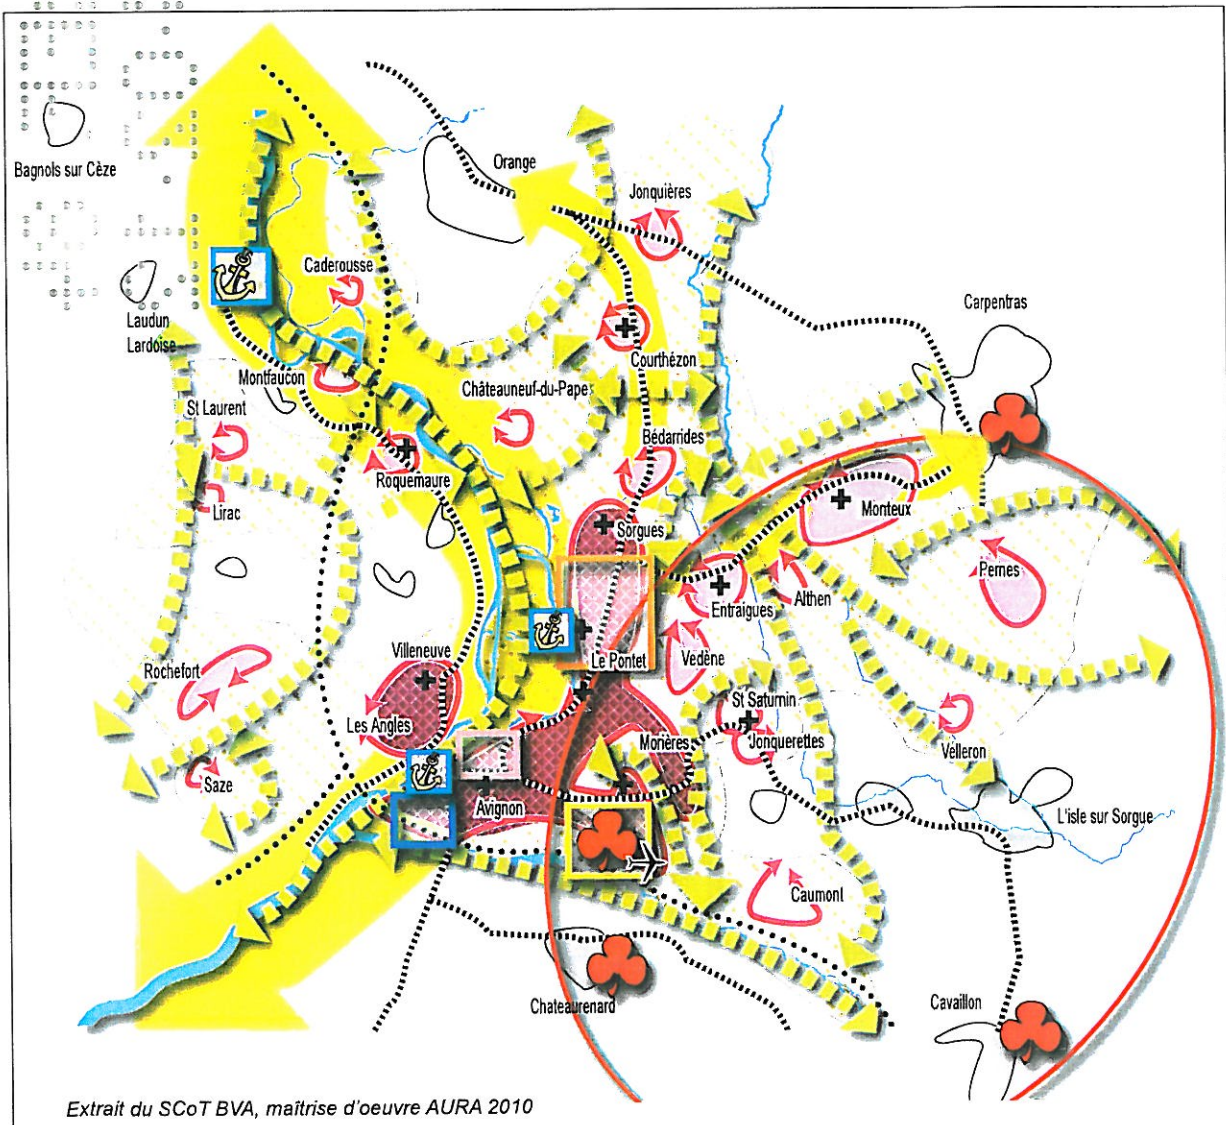 Bagnols sur Cèze
Orange
Jonquières
Caderousse
Carpentras
Laudun
Lardoise
Courthézon
Montfaucon
Châteauneuf-du-Pape
St Laurent
Bédarrides
Roquemaure
Lirac
Sorgues
Monteux
Pernes
Entraigues
Althen
Villeneuve
Le Pontet
Vedène
Rochefort
St Saturnin
Les Angles
Morières
Jonquerettes
Velleron
Saze
Avignon
L'isle sur Sorgue
Caumont
Chateaurenard
Cavaillon
Extrait du SCoT BVA, maîtrise d'oeuvre AURA 2010